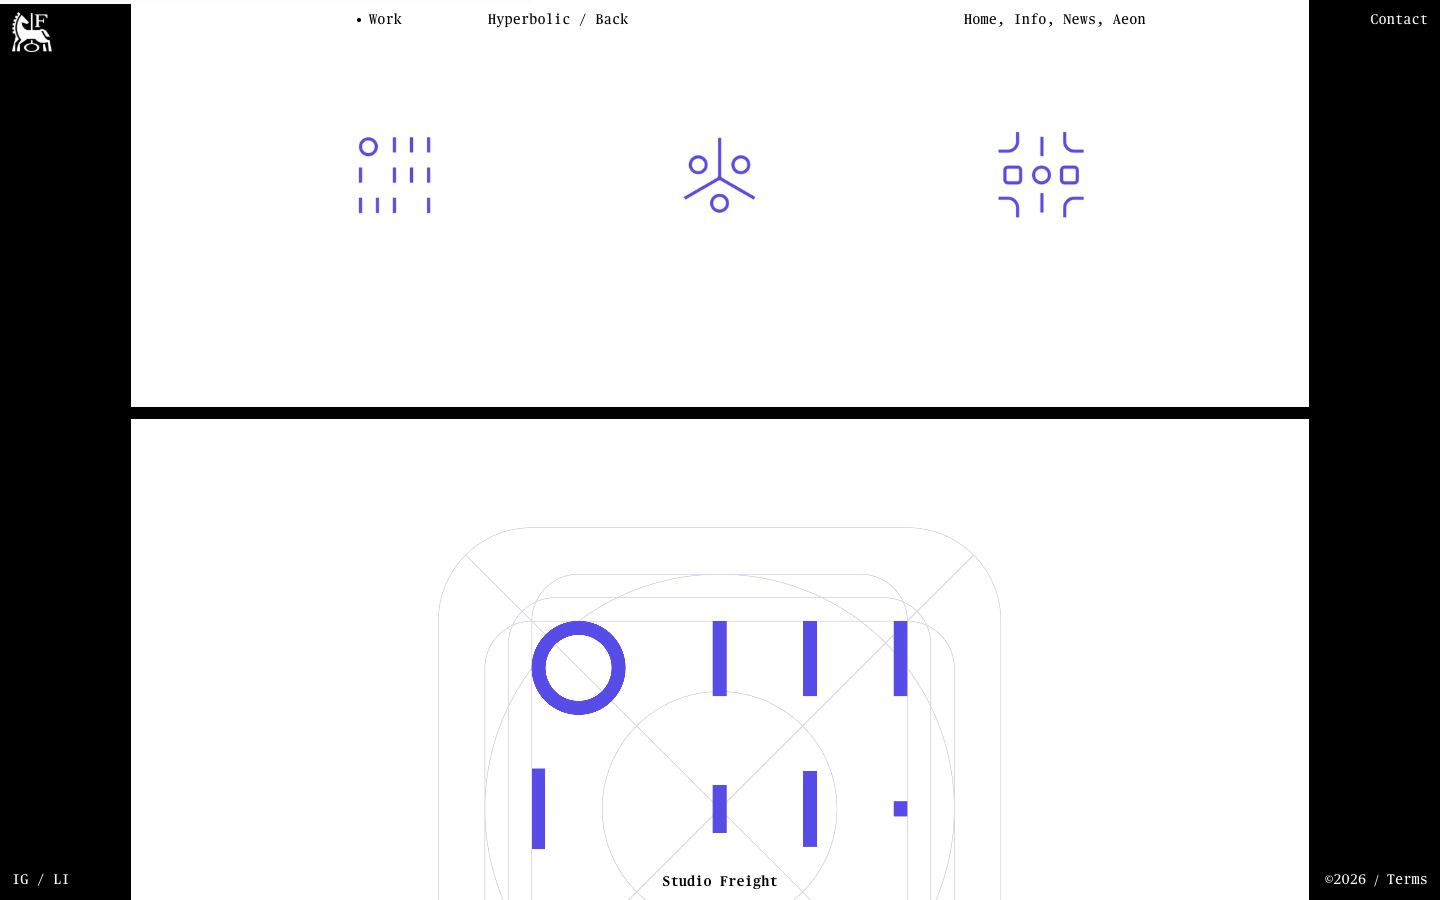 F
• Work
Hyperbolic / Back
Home, Info, News, Aeon
Contact
IG / LI
Studio Freight
©2026 / Terms